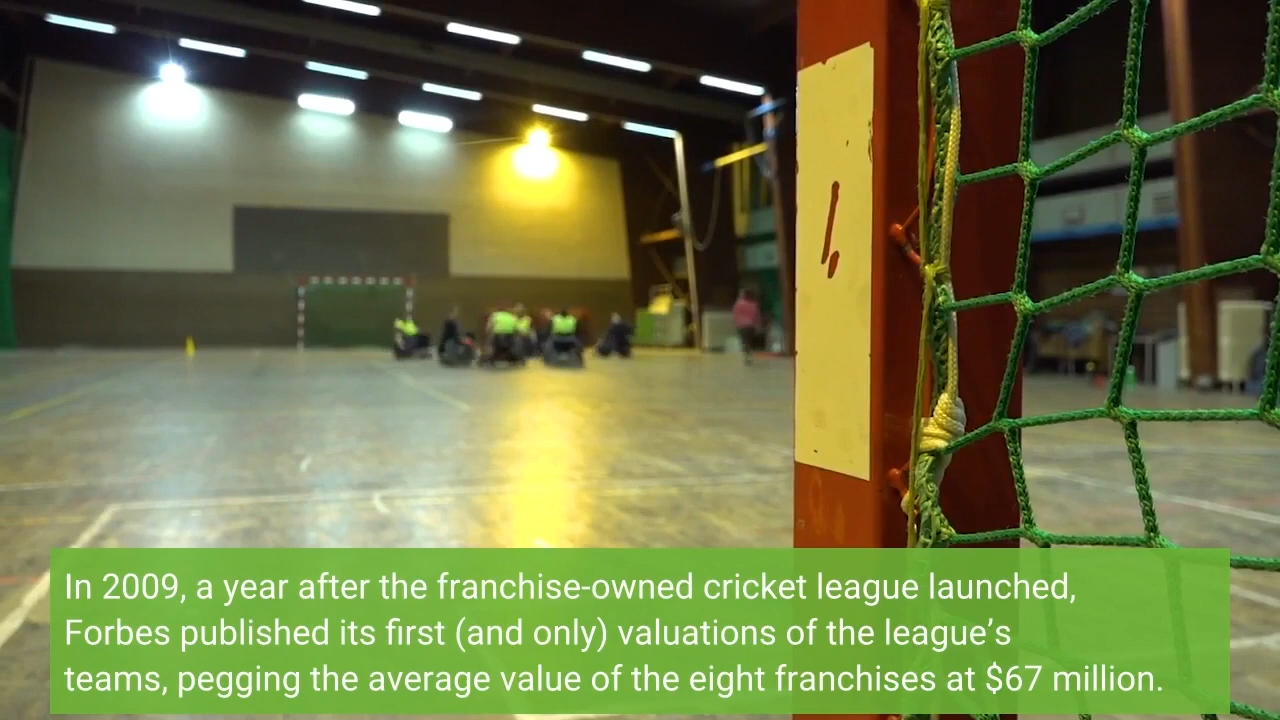 In 2009, a year after the franchise-owned cricket league launched,
Forbes published its first (and only) valuations of the league’s
teams, pegging the average value of the eight franchises at $67 million.